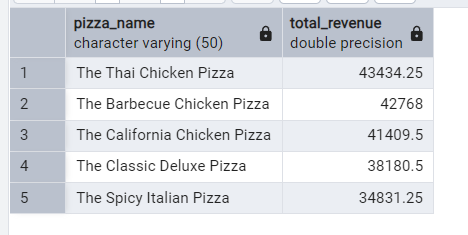 pizza_name total_revenue
character varying (50) double precision
1 The Thai Chicken Pizza 43434.25
2 The Barbecue Chicken Pizza 42768
3 The California Chicken Pizza 41409.5
4 The Classic Deluxe Pizza 38180.5
5 The Spicy Italian Pizza 34831.25